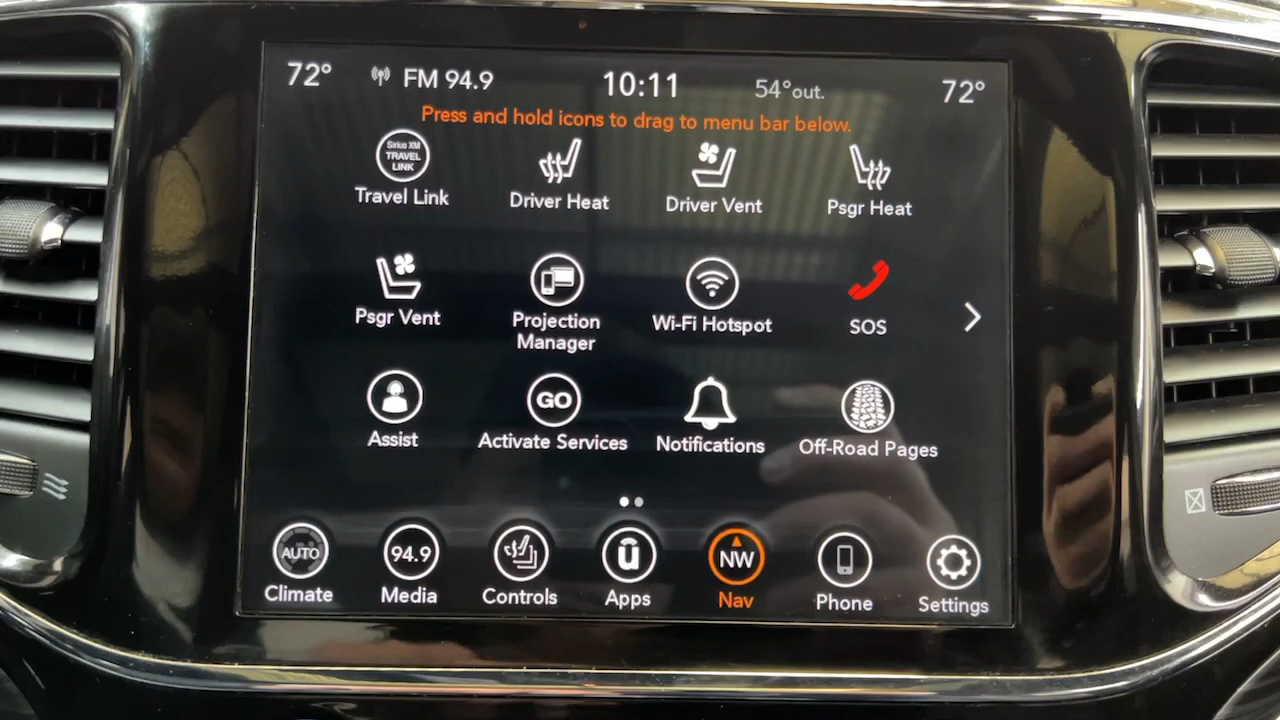 72° FM 94.9 10:11 54°out. 72°
Press and hold icons to drag to menu bar below.
Sirius XM
TRAVEL
LINK
Travel Link Driver Heat Driver Vent Psgr Heat
Psgr Vent Projection Manager Wi-Fi Hotspot SOS
GO
Assist Activate Services Notifications Off-Road Pages
AUTO 94.9 ū NW
Climate Media Controls Apps Nav Phone Settings